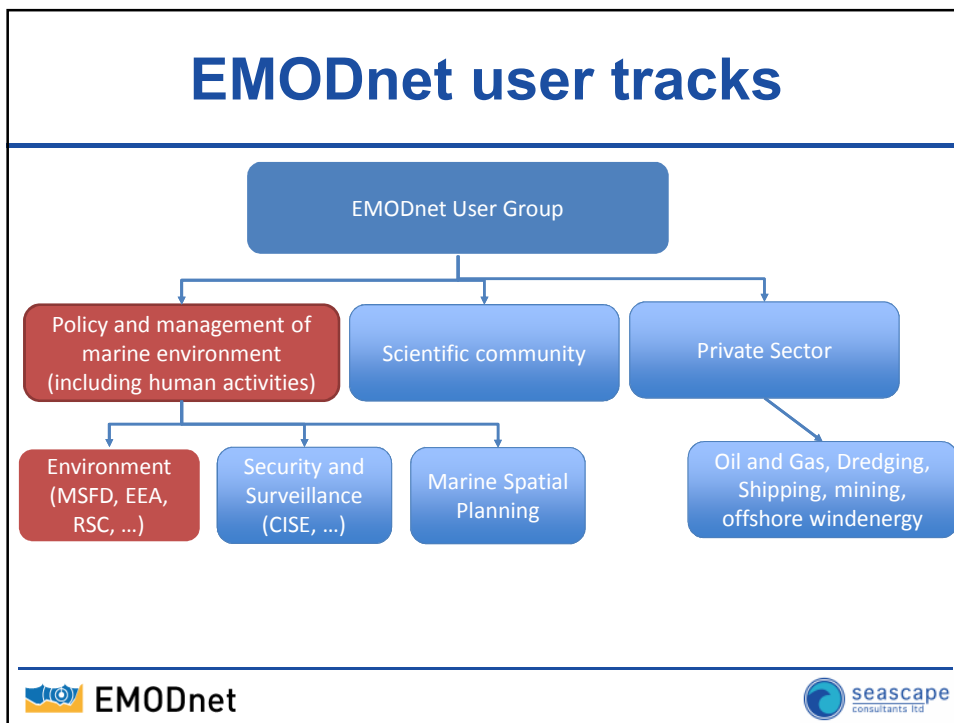 EMODnet user tracks
EMODnet User Group
Policy and management of
marine environment
(including human activities)
Scientific community
Private Sector
Environment
(MSFD, EEA,
RSC, ...)
Security and
Surveillance
(CISE, ...)
Marine Spatial
Planning
Oil and Gas, Dredging,
Shipping, mining,
offshore windenergy
EMODnet
seascape
consultants ltd